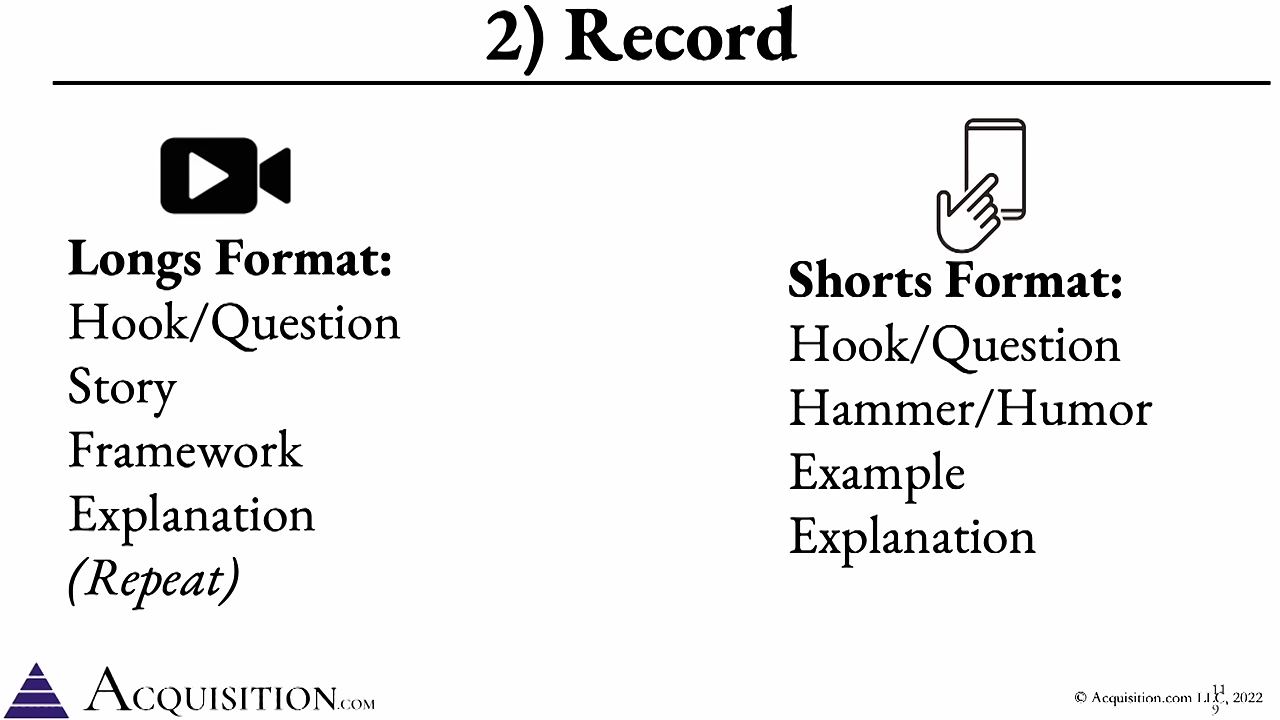 2) Record
Longs Format:
Hook/Question
Story
Framework
Explanation
(Repeat)
Shorts Format:
Hook/Question
Hammer/Humor
Example
Explanation
ACQUISITION.COM
© Acquisition.com LLC, 2022